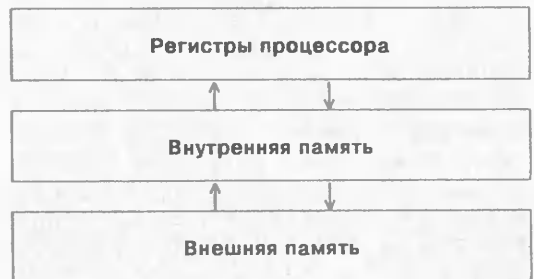 Регистры процессора
Внутренняя память
Внешняя память